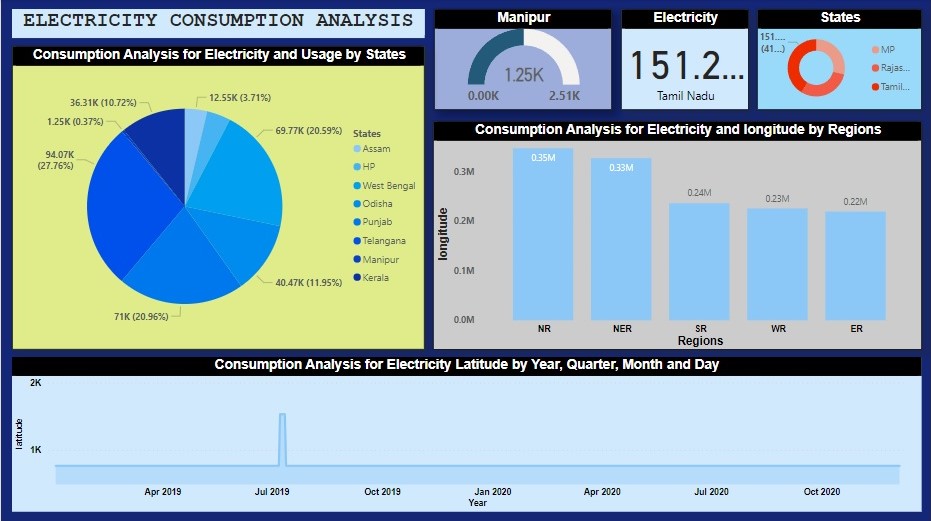 ELECTRICITY CONSUMPTION ANALYSIS
Consumption Analysis for Electricity and Usage by States
36.31K (10.72%)
12.55K (3.71%)
1.25K (0.37%)
69.77K (20.59%)
94.07K
(27.76%)
40.47K (11.95%)
71K (20.96%)
States
Assam
HP
West Bengal
Odisha
Punjab
Telangana
Manipur
Kerala
Manipur
1.25K
0.00K
2.51K
Electricity
151.2...
Tamil Nadu
States
151....
(41...)
MP
Rajas...
Tamil...
Consumption Analysis for Electricity and longitude by Regions
longitude
0.3M
0.2M
0.1M
0.0M
0.35M
0.33M
0.24M
0.23M
0.22M
NR
NER
SR
WR
ER
Regions
Consumption Analysis for Electricity Latitude by Year, Quarter, Month and Day
latitude
2K
1K
Apr 2019
Jul 2019
Oct 2019
Jan 2020
Apr 2020
Jul 2020
Oct 2020
Year